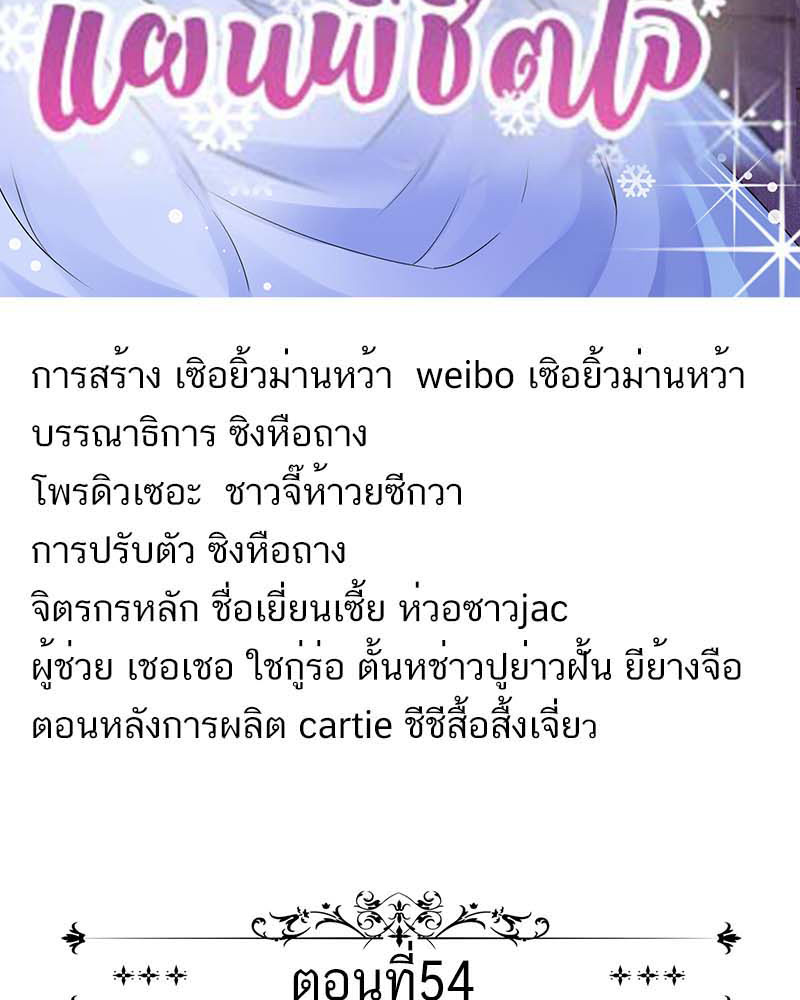 แผนพิชิตใจ
การสร้าง เซิอยิ้วม่านหว้า weibo เซิอยิ้วม่านหว้า
บรรณาธิการ ซิงหือถาง
โพรดิวเซอะ ชาวจี๊ห้าวยซีกวา
การปรับตัว ซิงหือถาง
จิตรกรหลัก ชื่อเยี่ยนเซี้ย ห่วอซาวjac
ผู้ช่วย เชอเชอ ใชกู่ร่อ ตั้นหช่าวปูย่าวฝั้น ยีย้างจือ
ตอนหลังการผลิต cartie ชีชีสื้อสิ้งเจี่ยว
ตอนที่54